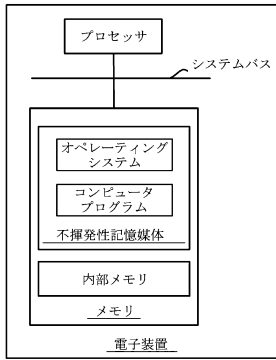 プロセッサ
システムバス
オペレーティング
システム
コンピュータ
プログラム
不揮発性記憶媒体
内部メモリ
メモリ
電子装置